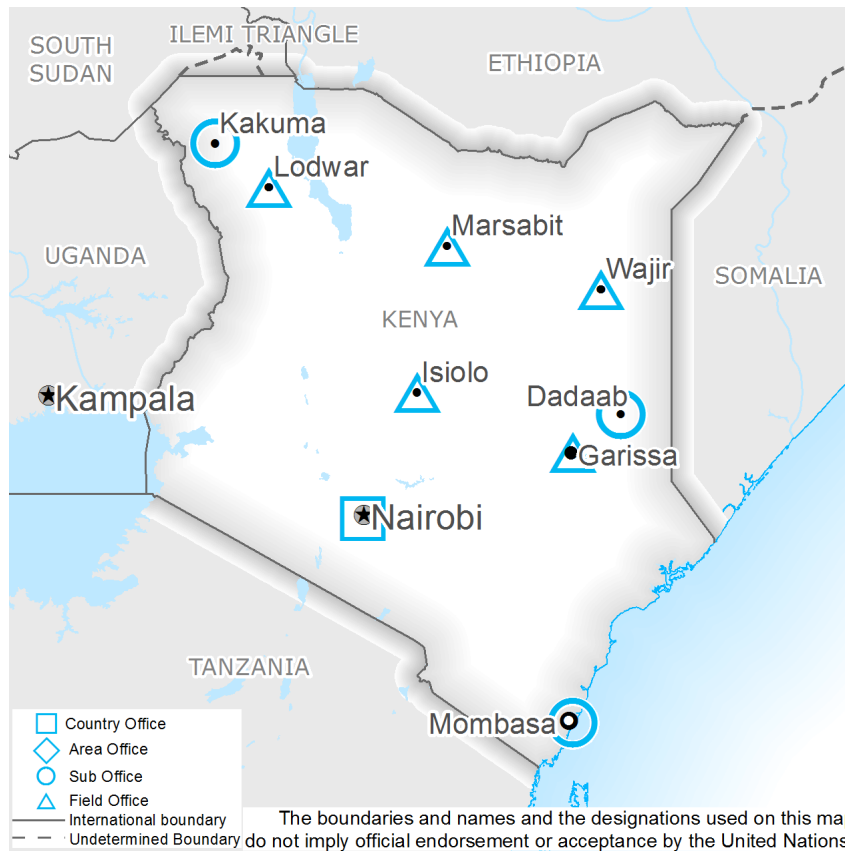 SOUTH
SUDAN
ILEMI TRIANGLE
ETHIOPIA
Kakuma
Lodwar
Marsabit
UGANDA
Wajir
SOMALIA
KENYA
Isiolo
Kampala
Dadaab
Garissa
Nairobi
TANZANIA
Mombasa
Country Office
Area Office
Sub Office
Field Office
International boundary
Undetermined Boundary
The boundaries and names and the designations used on this ma
do not imply official endorsement or acceptance by the United Nations